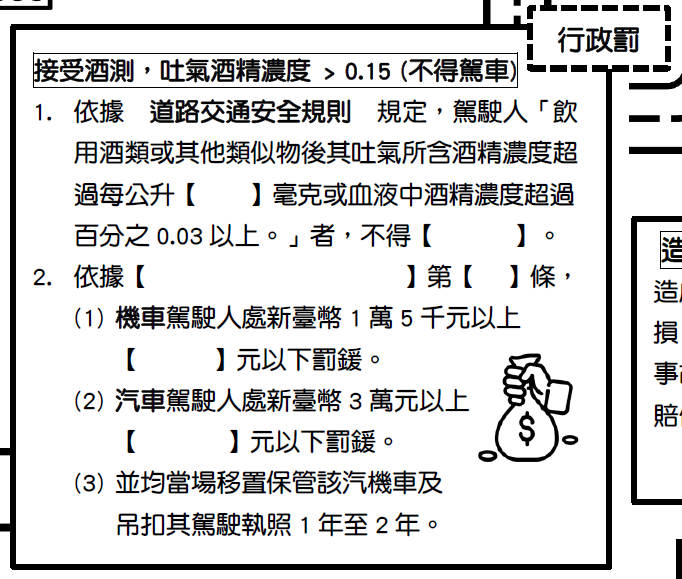 行政罰
接受酒測，吐氣酒精濃度 > 0.15 (不得駕車)
1. 依據 道路交通安全規則 規定，駕駛人「飲
用酒類或其他類似物後其吐氣所含酒精濃度超
過每公升【　　】毫克或血液中酒精濃度超過
百分之 0.03 以上。」者，不得【　　　】。
2. 依據【　　　　　　　　　　】第【　】條，
(1) 機車駕駛人處新臺幣 1 萬 5 千元以上
【　　　】元以下罰鍰。
(2) 汽車駕駛人處新臺幣 3 萬元以上
【　　　】元以下罰鍰。
(3) 並均當場移置保管該汽機車及
吊扣其駕駛執照 1 年至 2 年。
$
造
造
損
事
賠